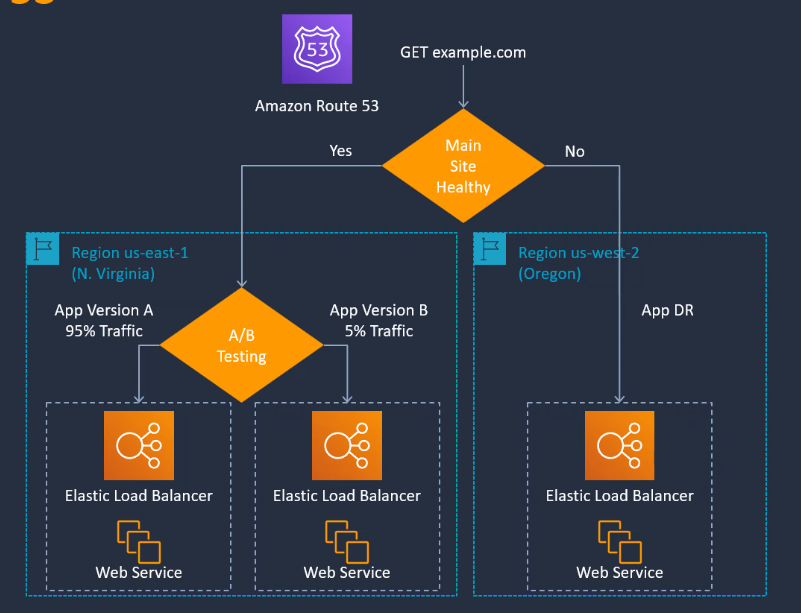 53
GET example.com
Amazon Route 53
Main
Site
Healthy
Yes
No
Region us-east-1
(N. Virginia)
Region us-west-2
(Oregon)
App Version A
95% Traffic
A/B
Testing
App Version B
5% Traffic
App DR
Elastic Load Balancer
Elastic Load Balancer
Elastic Load Balancer
Web Service
Web Service
Web Service